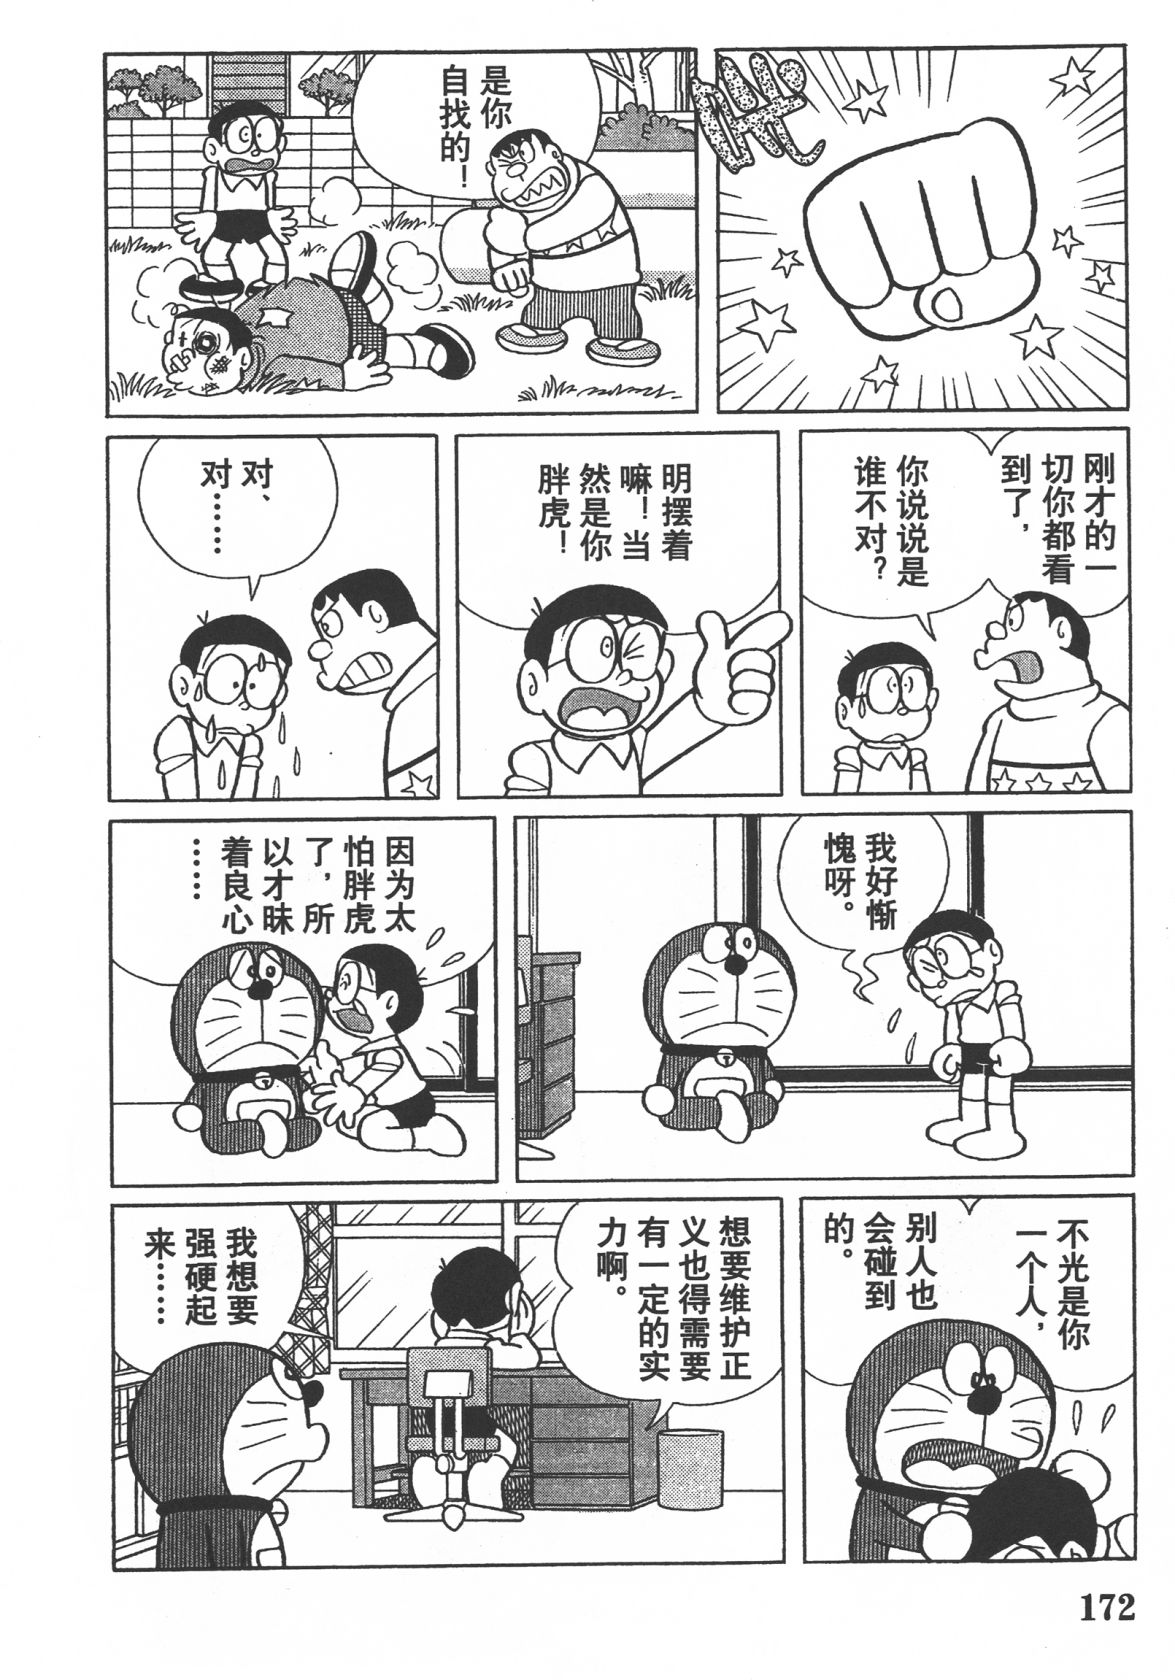 是你
自找的！
刚才的一
切你都看
到了，
你说说是
谁不对？
明摆着
嘛！当
然是你
胖虎！
对、
对……
我好惭
愧呀。
因为太
怕胖虎
了，所
以才昧
着良心
……
不光是你
一个人，
别人也
会碰到
的。
想要维护正
义也得需要
有一定的实
力啊。
我想要
强硬起
来……
172